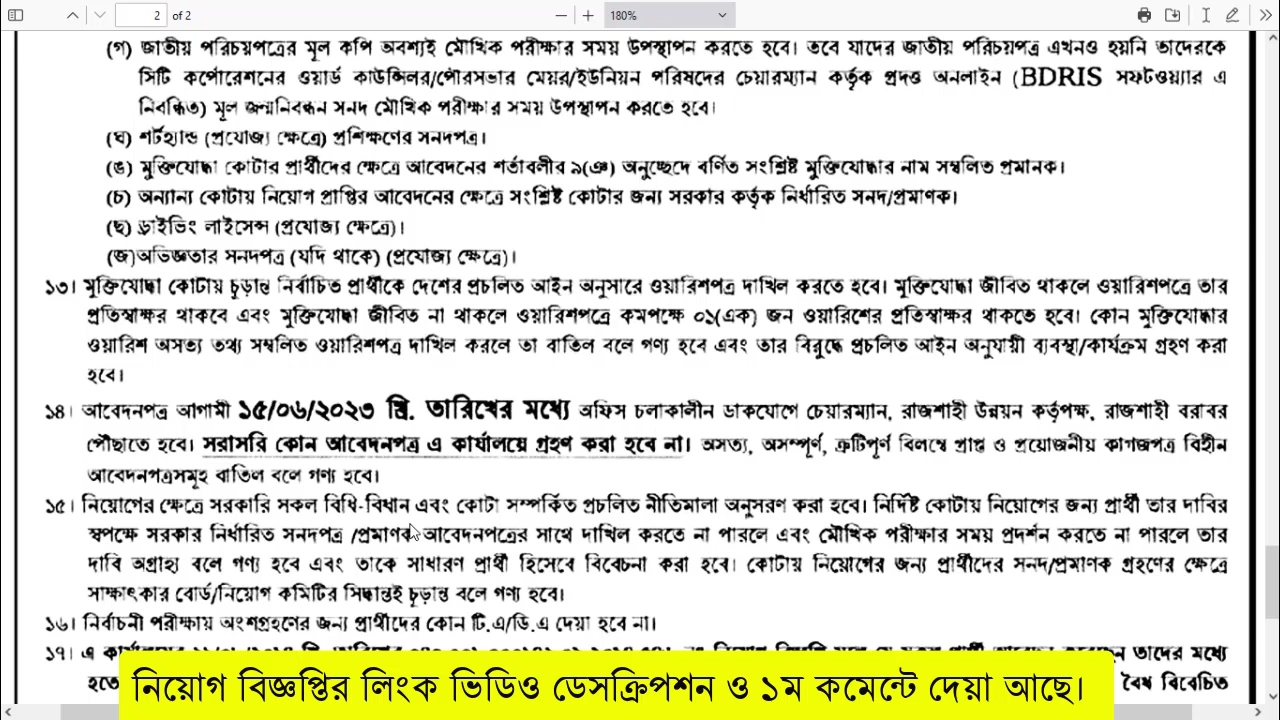 2 of 2
180%
(গ) জাতীয় পরিচয়পত্রের মূল কপি অবশ্যই মৌখিক পরীক্ষার সময় উপস্থাপন করতে হবে। তবে যাদের জাতীয় পরিচয়পত্র এখনও হয়নি তাদেরকে
সিটি কর্পোরেশনের ওয়ার্ড কাউন্সিলর/পৌরসভার মেয়র/ইউনিয়ন পরিষদের চেয়ারম্যান কর্তৃক প্রদত্ত অনলাইন (BDRIS সফটওয়্যার এ
নিবন্ধিত) মূল জন্মনিবন্ধন সনদ মৌখিক পরীক্ষার সময় উপস্থাপন করতে হবে।
(ঘ) শর্টহ্যান্ড (প্রযোজ্য ক্ষেত্রে) প্রশিক্ষণের সনদপত্র।
(ঙ) মুক্তিযোদ্ধা কোটার প্রার্থীদের ক্ষেত্রে আবেদনের শর্তাবলীর ৯(ঞ) অনুচ্ছেদে বর্ণিত সংশ্লিষ্ট মুক্তিযোদ্ধার নাম সম্বলিত প্রমানক।
(চ) অন্যান্য কোটায় নিয়োগ প্রাপ্তির আবেদনের ক্ষেত্রে সংশ্লিষ্ট কোটার জন্য সরকার কর্তৃক নির্ধারিত সনদ/প্রমাণক।
(ছ) ড্রাইভিং লাইসেন্স (প্রযোজ্য ক্ষেত্রে)।
(জ)অভিজ্ঞতার সনদপত্র (যদি থাকে) (প্রযোজ্য ক্ষেত্রে)।
১৩। মুক্তিযোদ্ধা কোটায় চূড়ান্ত নির্বাচিত প্রার্থীকে দেশের প্রচলিত আইন অনুসারে ওয়ারিশপত্র দাখিল করতে হবে। মুক্তিযোদ্ধা জীবিত থাকলে ওয়ারিশপত্রে তার
প্রতিস্বাক্ষর থাকবে এবং মুক্তিযোদ্ধা জীবিত না থাকলে ওয়ারিশপত্রে কমপক্ষে ০১(এক) জন ওয়ারিশের প্রতিস্বাক্ষর থাকতে হবে। কোন মুক্তিযোদ্ধার
ওয়ারিশ অসত্য তথ্য সম্বলিত ওয়ারিশপত্র দাখিল করলে তা বাতিল বলে গণ্য হবে এবং তার বিরুদ্ধে প্রচলিত আইন অনুযায়ী ব্যবস্থা/কার্যক্রম গ্রহণ করা
হবে।
১৪। আবেদনপত্র আগামী ১৫/০৬/২০২৩ খ্রি. তারিখের মধ্যে অফিস চলাকালীন ডাকযোগে চেয়ারম্যান, রাজশাহী উন্নয়ন কর্তৃপক্ষ, রাজশাহী বরাবর
পৌঁছাতে হবে। সরাসরি কোন আবেদনপত্র এ কার্যালয়ে গ্রহণ করা হবে না। অসত্য, অসম্পূর্ণ, ত্রুটিপূর্ণ বিলম্বে প্রাপ্ত ও প্রয়োজনীয় কাগজপত্র বিহীন
আবেদনপত্রসমূহ বাতিল বলে গণ্য হবে।
১৫। নিয়োগের ক্ষেত্রে সরকারি সকল বিধি-বিধান এবং কোটা সম্পর্কিত প্রচলিত নীতিমালা অনুসরণ করা হবে। নির্দিষ্ট কোটায় নিয়োগের জন্য প্রার্থী তার দাবির
স্বপক্ষে সরকার নির্ধারিত সনদপত্র /প্রমাণক আবেদনপত্রের সাথে দাখিল করতে না পারলে এবং মৌখিক পরীক্ষার সময় প্রদর্শন করতে না পারলে তার
দাবি অগ্রাহ্য বলে গণ্য হবে এবং তাকে সাধারণ প্রার্থী হিসেবে বিবেচনা করা হবে। কোটায় নিয়োগের জন্য প্রার্থীদের সনদ/প্রমাণক গ্রহণের ক্ষেত্রে
সাক্ষাৎকার বোর্ড/নিয়োগ কমিটির সিদ্ধান্তই চূড়ান্ত বলে গণ্য হবে।
১৬। নির্বাচনী পরীক্ষায় অংশগ্রহণের জন্য প্রার্থীদের কোন টি.এ/ডি.এ দেয়া হবে না।
১৭। এ তাদের মধ্যে
বৈধ বিবেচিত
নিয়োগ বিজ্ঞপ্তির লিংক ভিডিও ডেসক্রিপশন ও ১ম কমেন্টে দেয়া আছে।